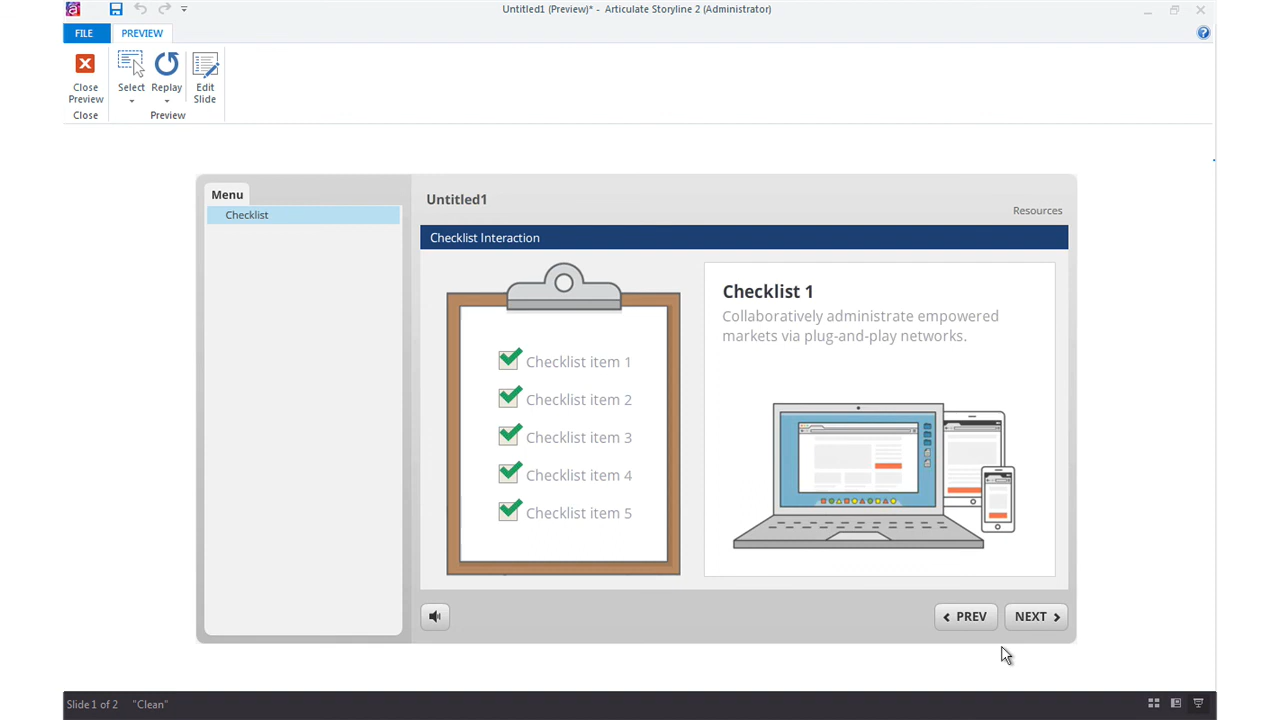 Untitled1 (Preview)* - Articulate Storyline 2 (Administrator)
FILE
PREVIEW
Close Preview
Select
Replay
Edit Slide
Close
Preview
Menu
Checklist
Untitled1
Resources
Checklist Interaction
Checklist item 1
Checklist item 2
Checklist item 3
Checklist item 4
Checklist item 5
Checklist 1
Collaboratively administrate empowered
markets via plug-and-play networks.
PREV
NEXT
Slide 1 of 2 "Clean"